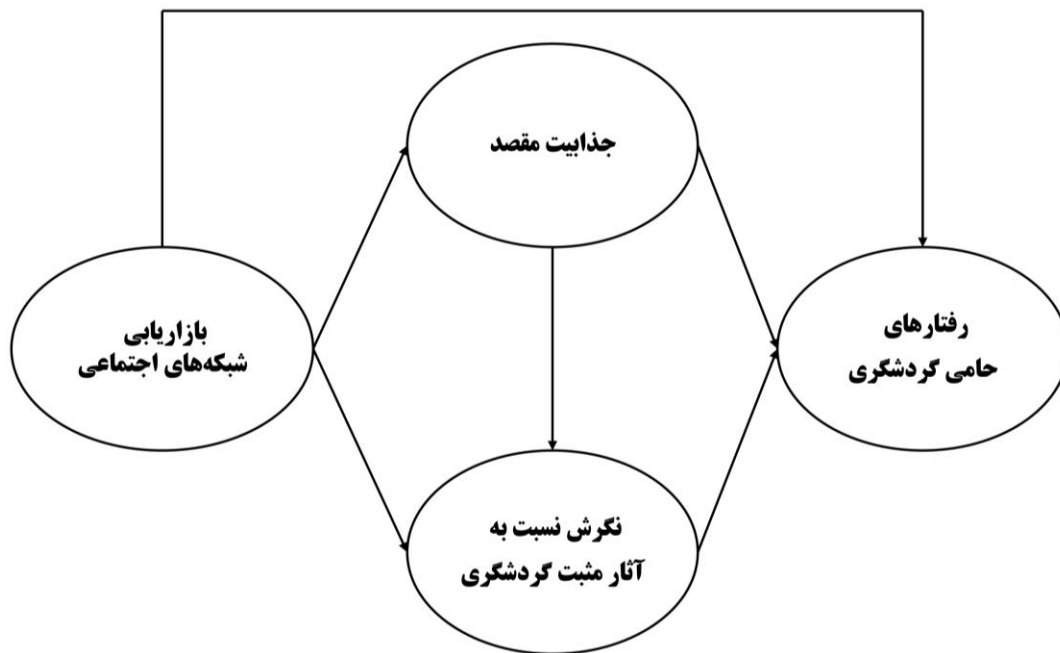 جذابیت مقصد
بازاریابی
شبکه‌های اجتماعی
رفتارهای
حامی گردشگری
نگرش نسبت به
آثار مثبت گردشگری